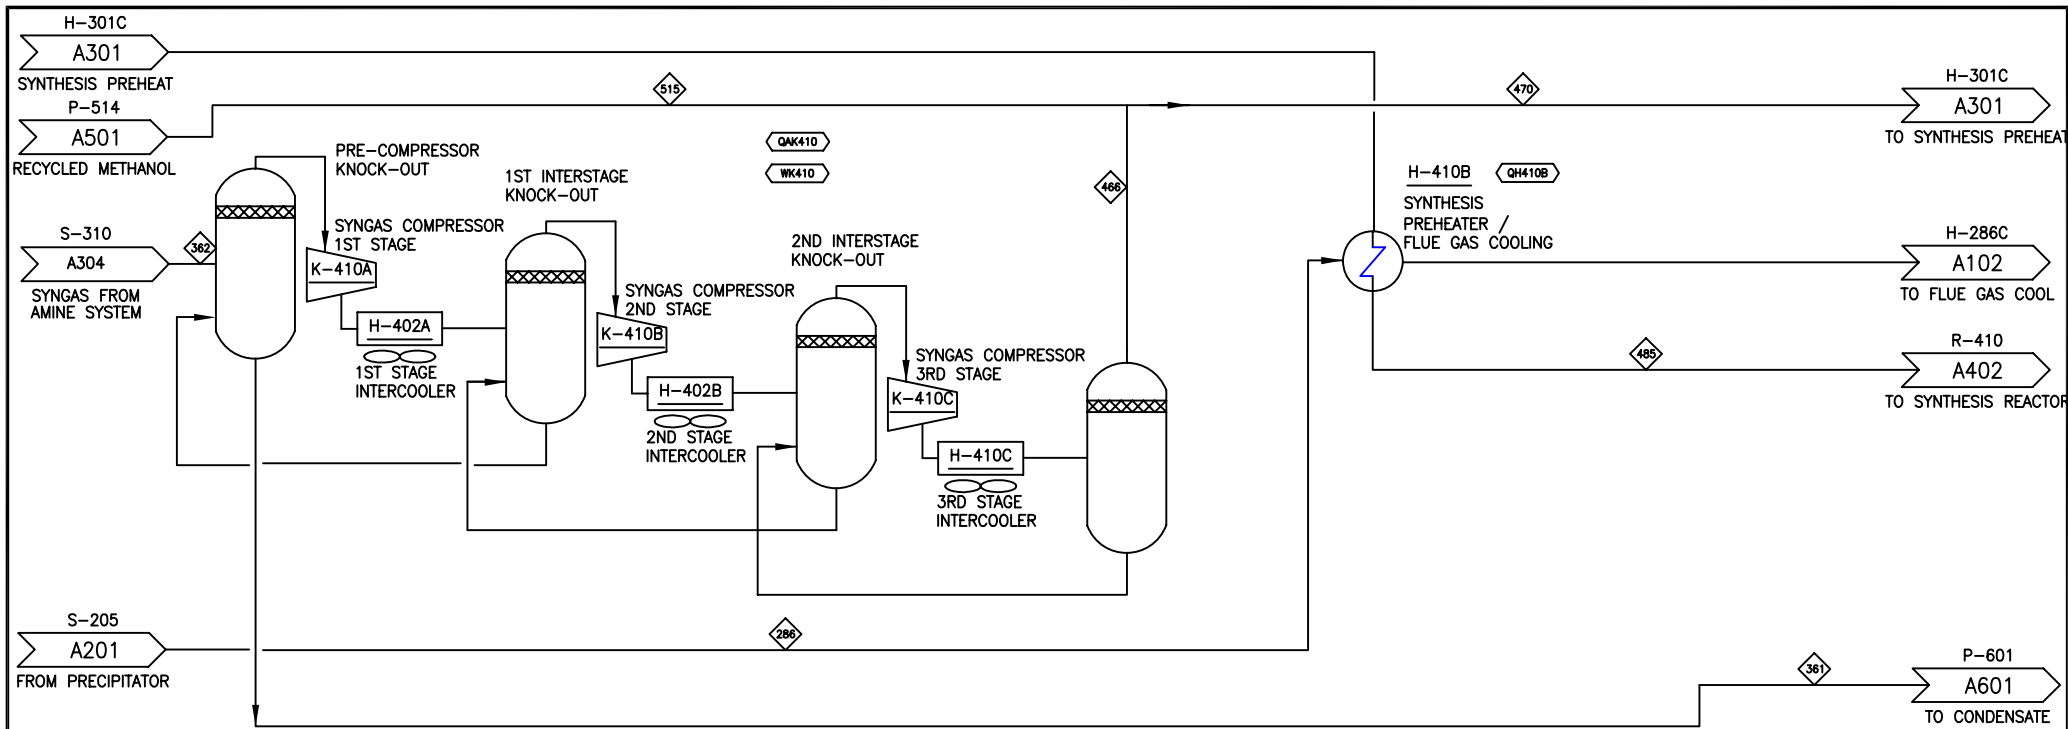 H-301C
A301
SYNTHESIS PREHEAT
P-514
A501
RECYCLED METHANOL
515
470
H-301C
A301
TO SYNTHESIS PREHEAT
QAK410
WK410
PRE-COMPRESSOR
KNOCK-OUT
1ST INTERSTAGE
KNOCK-OUT
466
H-410B
QH410B
SYNTHESIS
PREHEATER /
FLUE GAS COOLING
S-310
A304
362
SYNGAS FROM
AMINE SYSTEM
SYNGAS COMPRESSOR
1ST STAGE
K-410A
H-402A
1ST STAGE
INTERCOOLER
2ND INTERSTAGE
KNOCK-OUT
SYNGAS COMPRESSOR
2ND STAGE
K-410B
H-402B
2ND STAGE
INTERCOOLER
SYNGAS COMPRESSOR
3RD STAGE
K-410C
H-410C
3RD STAGE
INTERCOOLER
H-286C
A102
TO FLUE GAS COOL
485
R-410
A402
TO SYNTHESIS REACTOR
S-205
A201
FROM PRECIPITATOR
286
361
P-601
A601
TO CONDENSATE